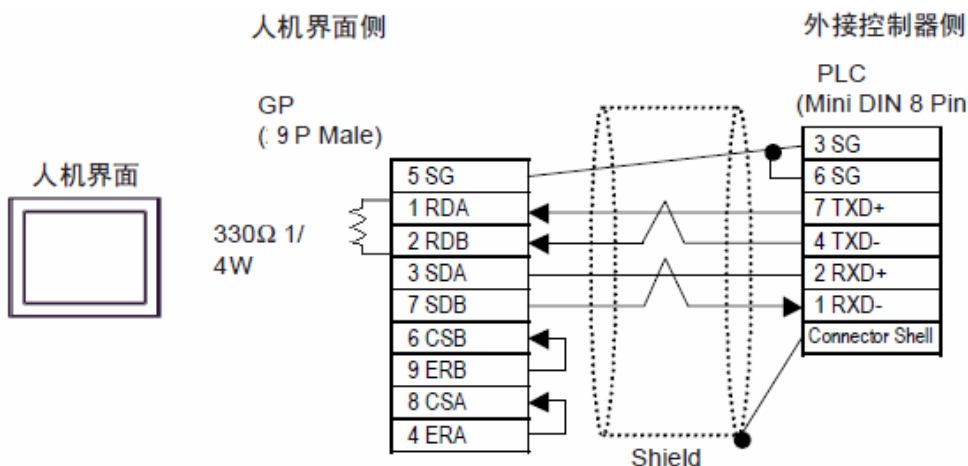 人机界面侧
外接控制器侧
GP
(: 9 P Male)
PLC
(Mini DIN 8 Pin
人机界面
330Ω 1/
4W
5 SG
1 RDA
2 RDB
3 SDA
7 SDB
6 CSB
9 ERB
8 CSA
4 ERA
3 SG
6 SG
7 TXD+
4 TXD-
2 RXD+
1 RXD-
Connector Shell
Shield